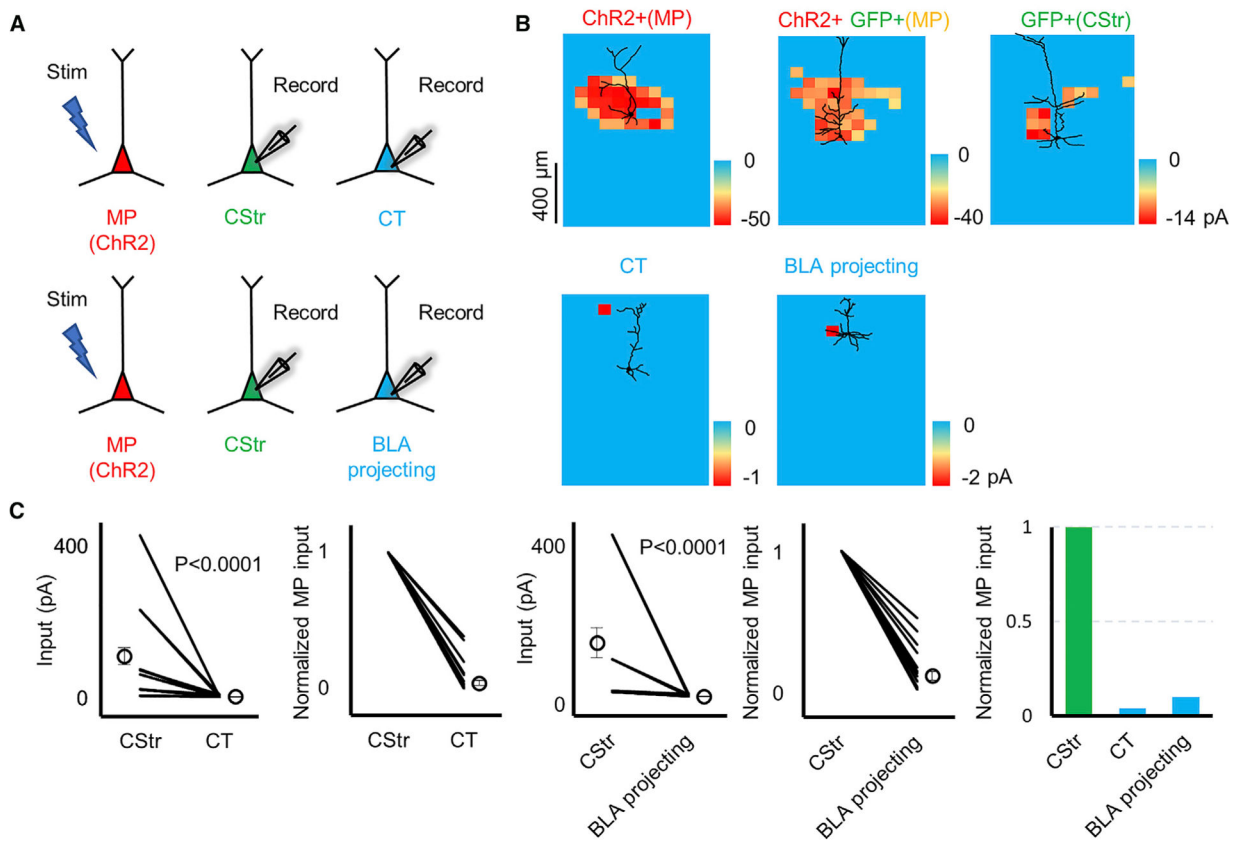 A
Stim
Record
Record
MP
(ChR2)
CStr
CT
Stim
Record
Record
MP
(ChR2)
CStr
BLA
projecting
B
ChR2+(MP)
ChR2+ GFP+(MP)
GFP+(CStr)
400 µm
0
-50
0
-40
0
-14 pA
CT
BLA projecting
0
-1
0
-2 pA
C
Input (pA)
400
0
P<0.0001
CStr
CT
Normalized MP input
1
0
CStr
CT
Input (pA)
400
0
P<0.0001
CStr
BLA projecting
Normalized MP input
1
0
CStr
BLA projecting
Normalized MP input
1
0.5
0
CStr
CT
BLA projecting